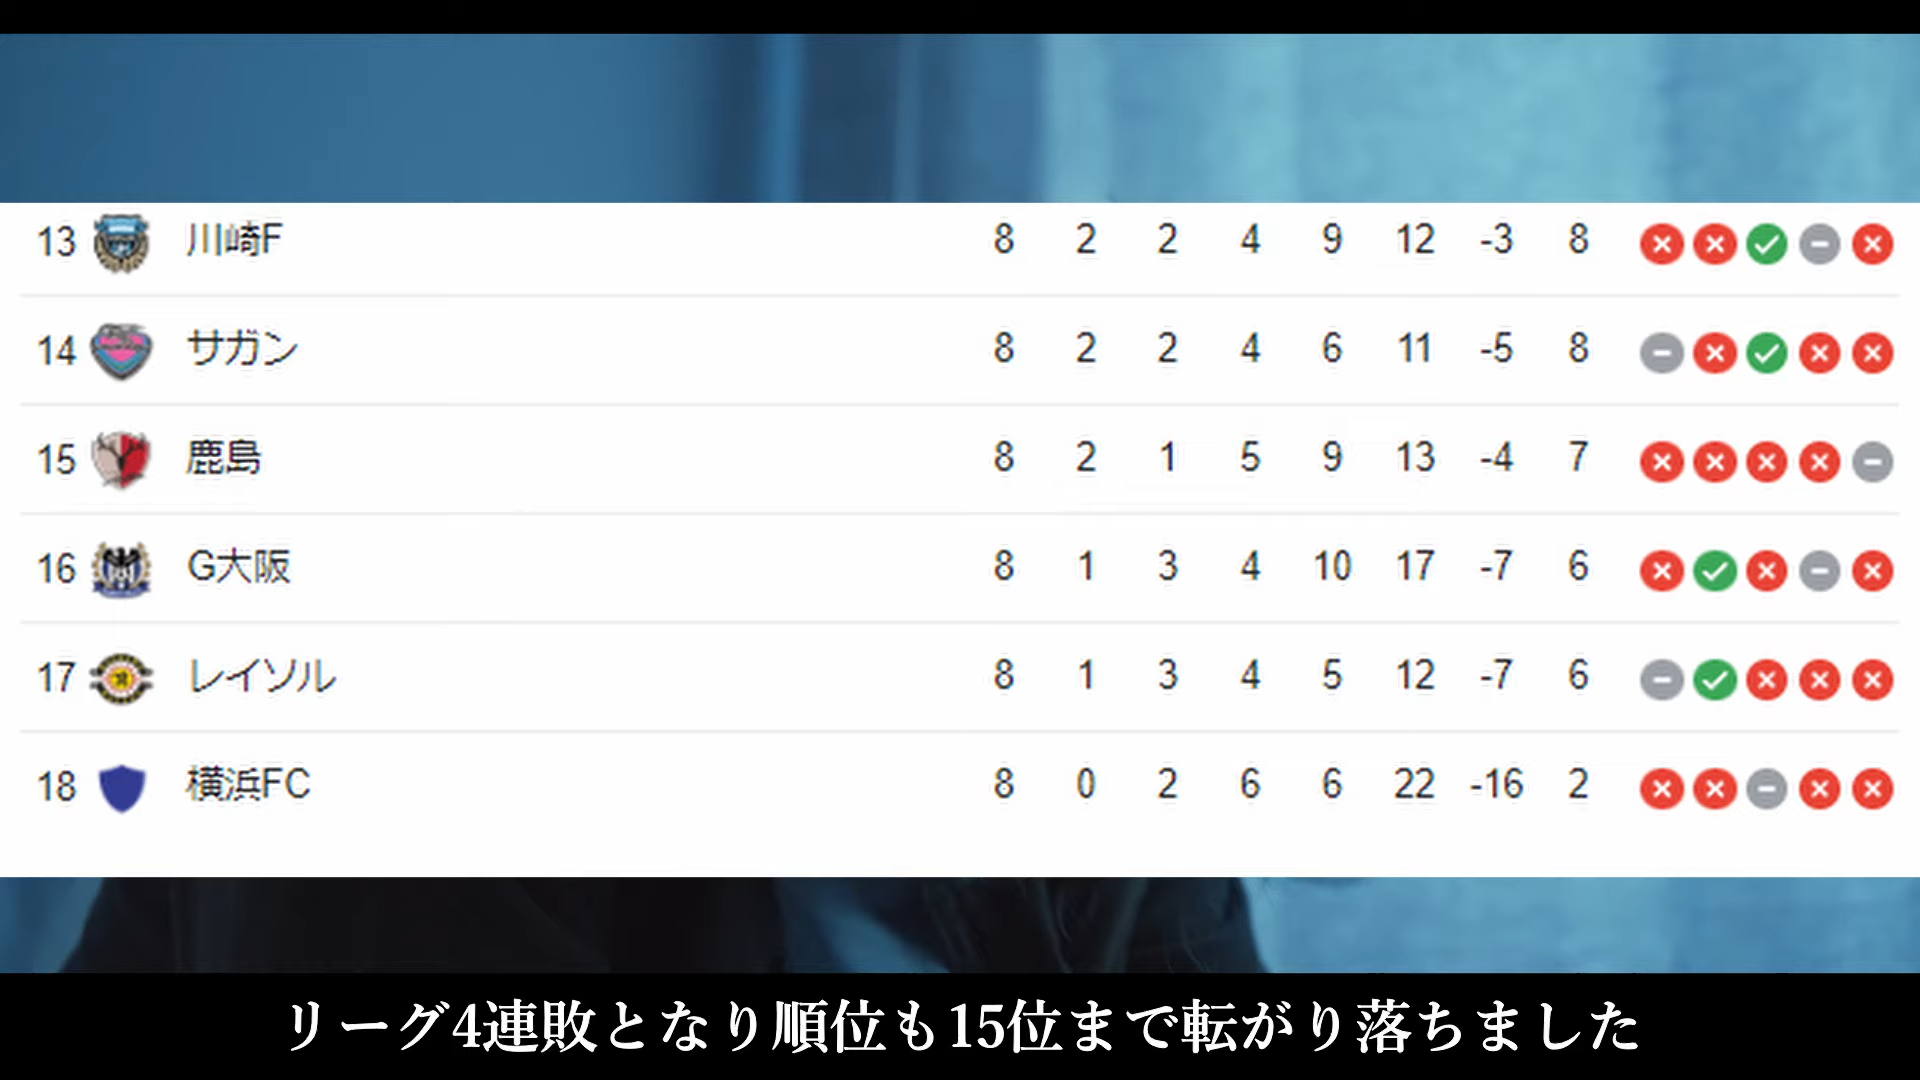 13 川崎F 8 2 2 4 9 12 -3 8
14 サガン 8 2 2 4 6 11 -5 8
15 鹿島 8 2 1 5 9 13 -4 7
16 G大阪 8 1 3 4 10 17 -7 6
17 レイソル 8 1 3 4 5 12 -7 6
18 横浜FC 8 0 2 6 6 22 -16 2
リーグ4連敗となり順位も15位まで転がり落ちました